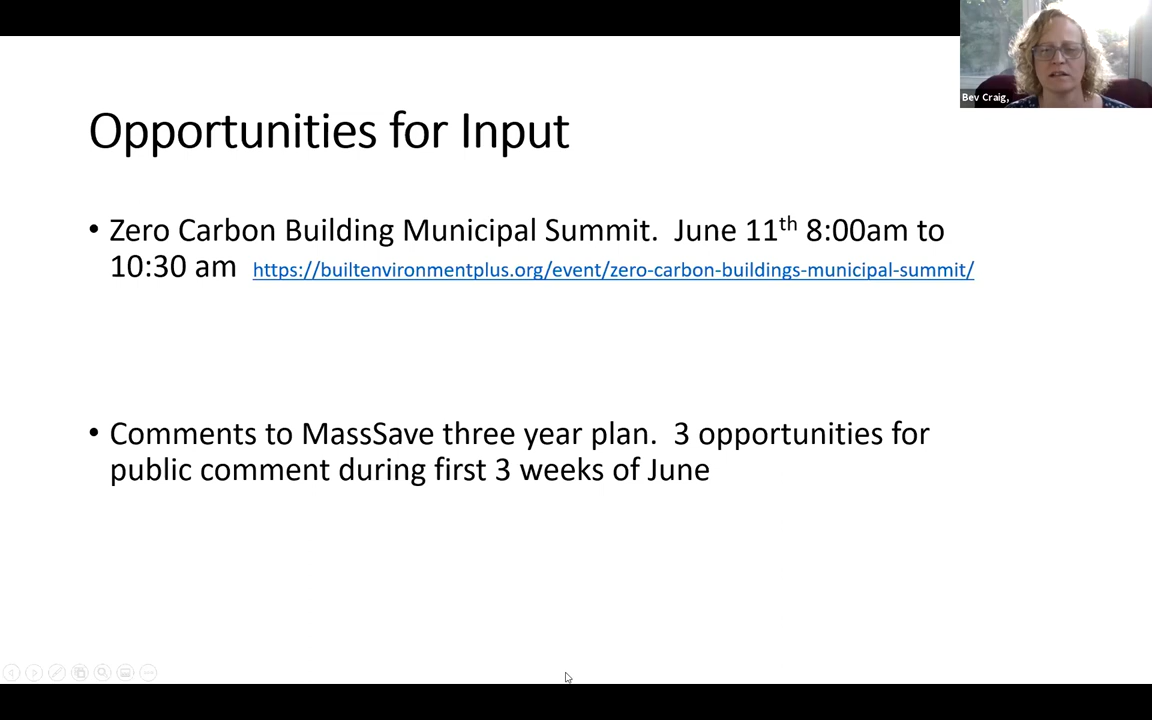 Bev Craig,
Opportunities for Input
• Zero Carbon Building Municipal Summit.  June 11th 8:00am to
10:30 am  https://builtenvironmentplus.org/event/zero-carbon-buildings-municipal-summit/
• Comments to MassSave three year plan.  3 opportunities for
public comment during first 3 weeks of June